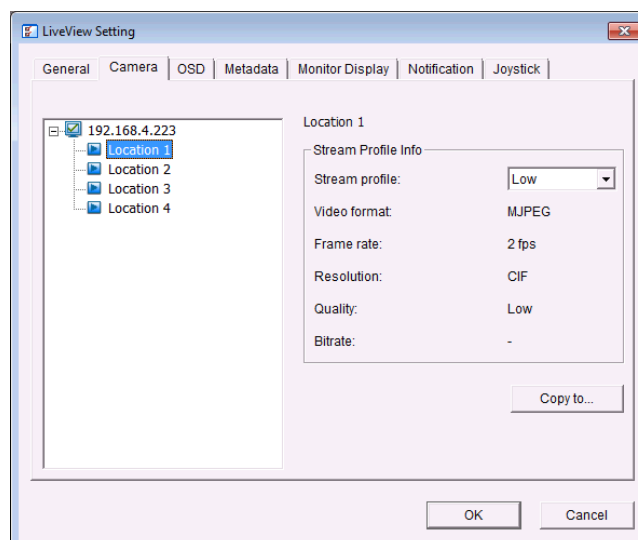 LiveView Setting
General Camera OSD Metadata Monitor Display Notification Joystick
192.168.4.223
Location 1
Location 2
Location 3
Location 4
Location 1
Stream Profile Info
Stream profile: Low
Video format: MJPEG
Frame rate: 2 fps
Resolution: CIF
Quality: Low
Bitrate: -
Copy to...
OK Cancel